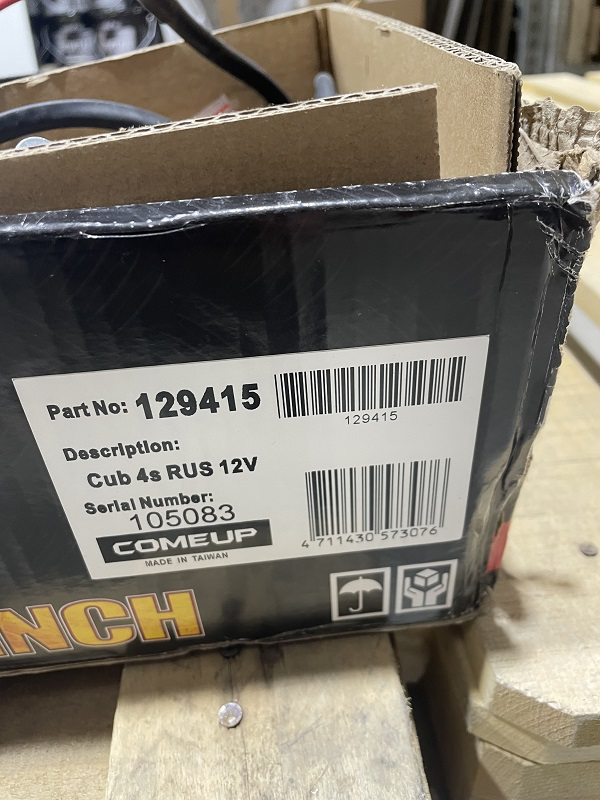 Part No: 129415
129415
Description:
Cub 4s RUS 12V
Serial Number:
105083
4 711430 573076
COMEUP
MADE IN TAIWAN
INCH